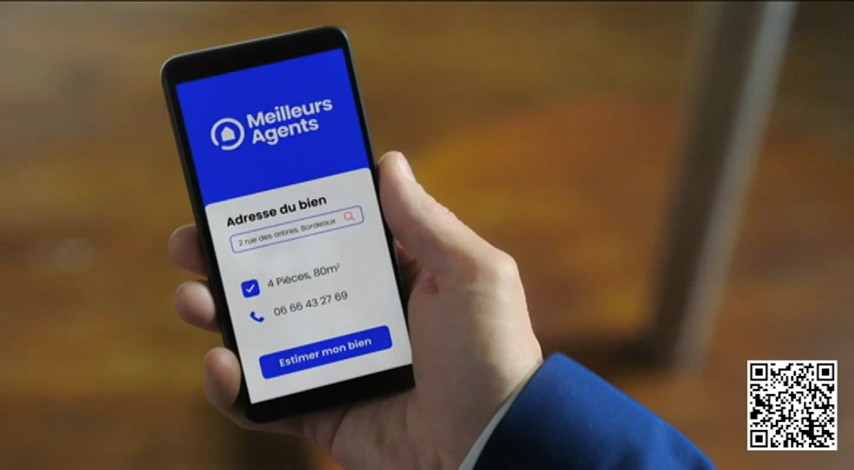 Meilleurs
Agents
Adresse du bien
2 rue des arbres, Bordeaux
4 Pièces, 80m²
06 66 43 27 69
Estimer mon bien